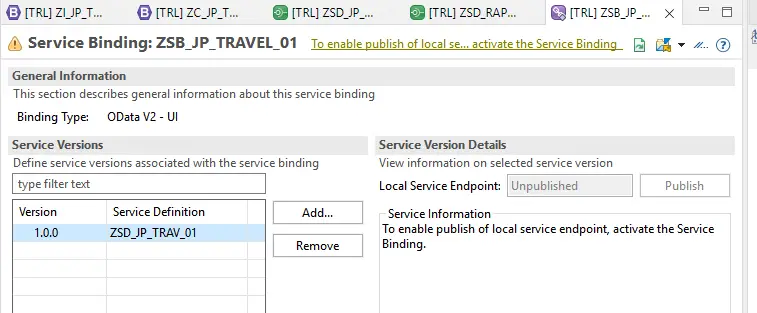 [TRL] ZI_JP_T...
[TRL] ZC_JP_T...
[TRL] ZSD_JP_...
[TRL] ZSD_RAP...
[TRL] ZSB_JP_...
Service Binding: ZSB_JP_TRAVEL_01
To enable publish of local se... activate the Service Binding
General Information
This section describes general information about this service binding
Binding Type: OData V2 - UI
Service Versions
Define service versions associated with the service binding
type filter text
Version Service Definition
1.0.0 ZSD_JP_TRAV_01
Add...
Remove
Service Version Details
View information on selected service version
Local Service Endpoint: Unpublished Publish
Service Information
To enable publish of local service endpoint, activate the Service
Binding.